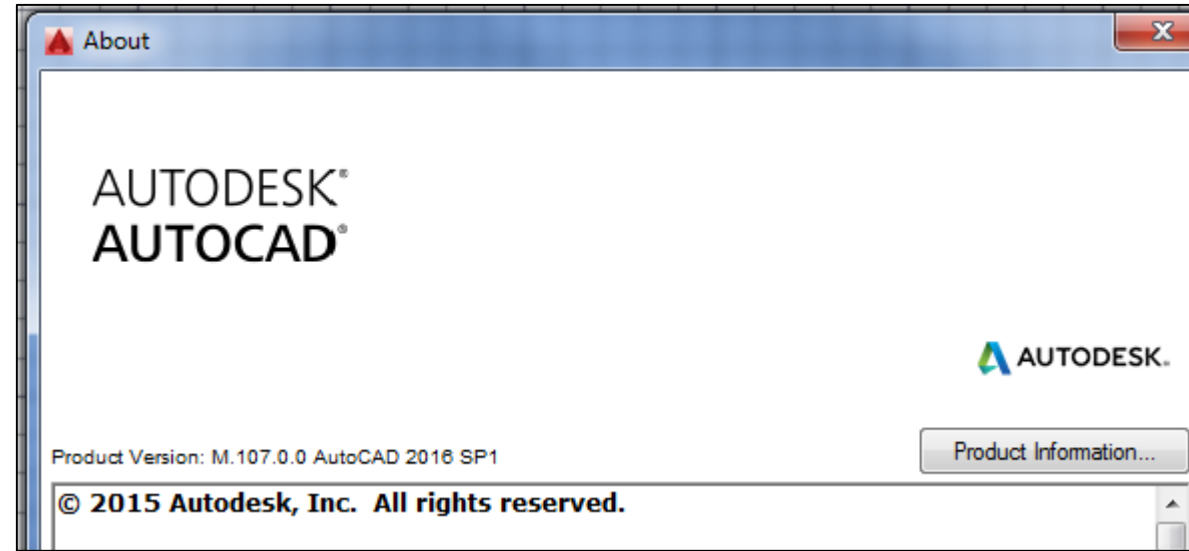 About
AUTODESK®
AUTOCAD®
AUTODESK.
Product Version: M.107.0.0 AutoCAD 2016 SP1
Product Information...
© 2015 Autodesk, Inc. All rights reserved.